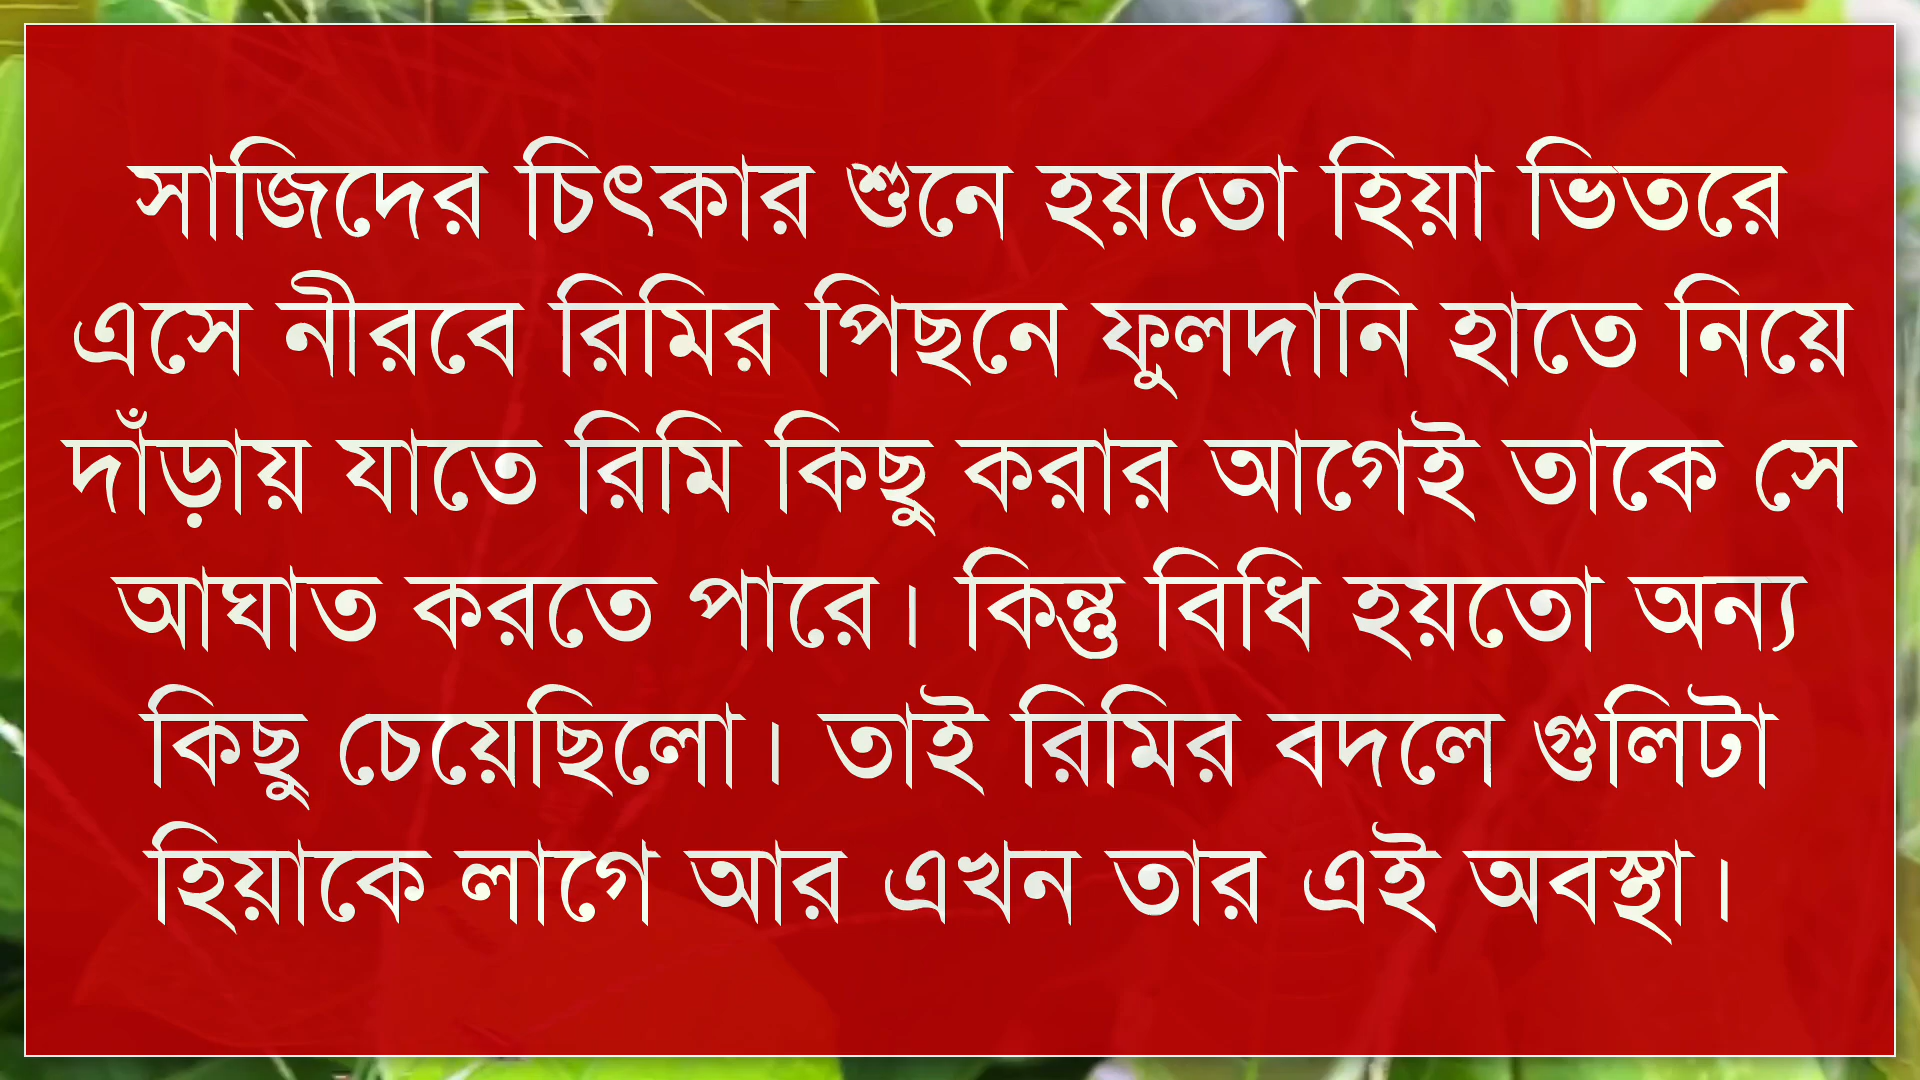 সাজিদের চিৎকার শুনে হয়তো হিয়া ভিতরে
এসে নীরবে রিমির পিছনে ফুলদানি হাতে নিয়ে
দাঁড়ায় যাতে রিমি কিছু করার আগেই তাকে সে
আঘাত করতে পারে। কিন্তু বিধি হয়তো অন্য
কিছু চেয়েছিলো। তাই রিমির বদলে গুলিটা
হিয়াকে লাগে আর এখন তার এই অবস্থা।